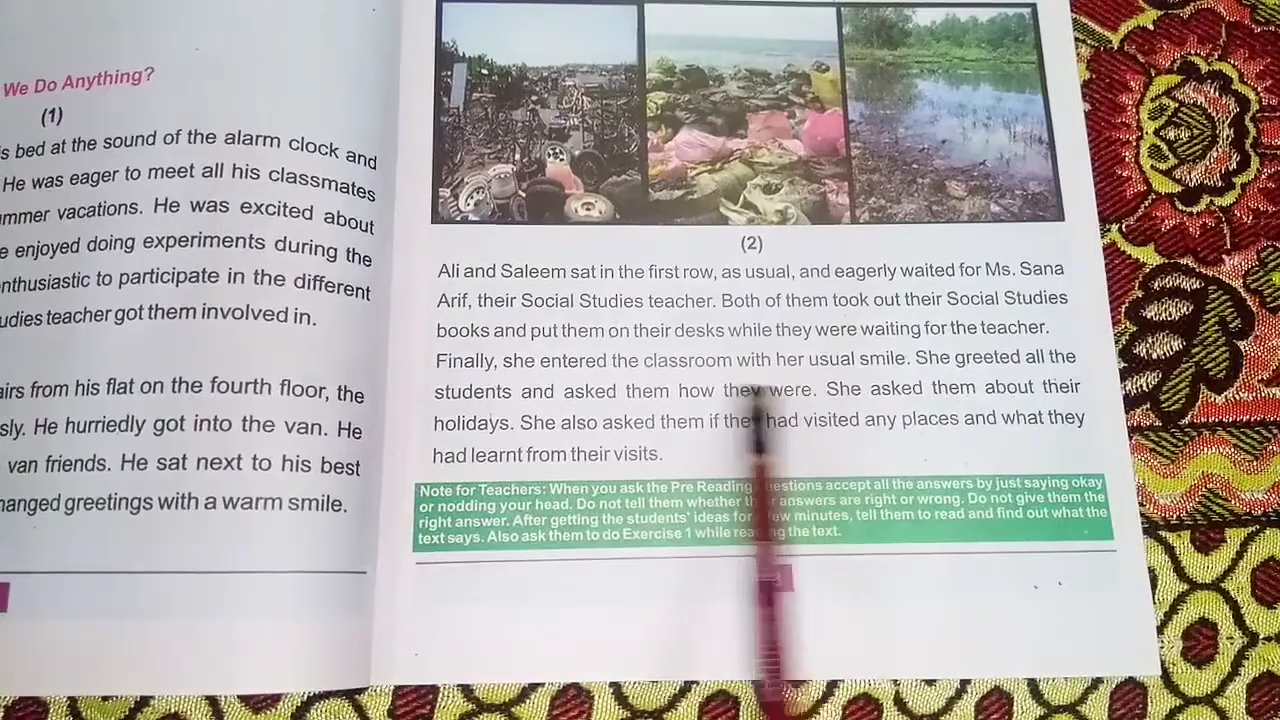 We Do Anything?
(1)
bed at the sound of the alarm clock and
He was eager to meet all his classmates
vacations. He was excited about
enjoyed doing experiments during the
to participate in the different
teacher got them involved in.
from his flat on the fourth floor, the
He hurriedly got into the van. He
van friends. He sat next to his best
greetings with a warm smile.
(2)
Ali and Saleem sat in the first row, as usual, and eagerly waited for Ms. Sana
Arif, their Social Studies teacher. Both of them took out their Social Studies
books and put them on their desks while they were waiting for the teacher.
Finally, she entered the classroom with her usual smile. She greeted all the
students and asked them how they were. She asked them about their
holidays. She also asked them if they had visited any places and what they
had learnt from their visits.
Note for Teachers: When you ask the Pre Reading Questions accept all the answers by just saying okay
or nodding your head. Do not tell them whether their answers are right or wrong. Do not give them the
right answer. After getting the students' ideas for few minutes, tell them to read and find out what the
text says. Also ask them to do Exercise 1 while reading the text.